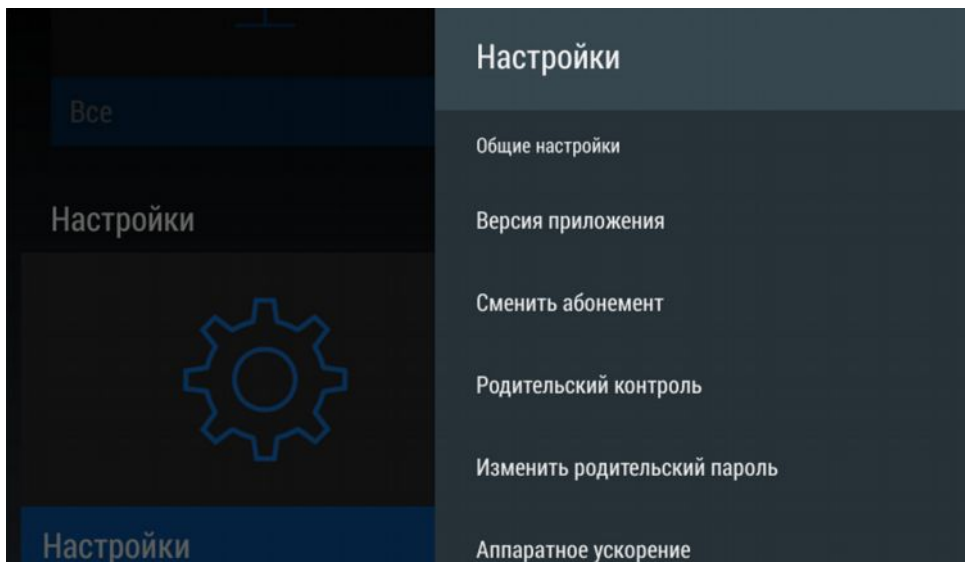 Все
Настройки
Настройки
Настройки
Общие настройки
Версия приложения
Сменить абонемент
Родительский контроль
Изменить родительский пароль
Аппаратное ускорение